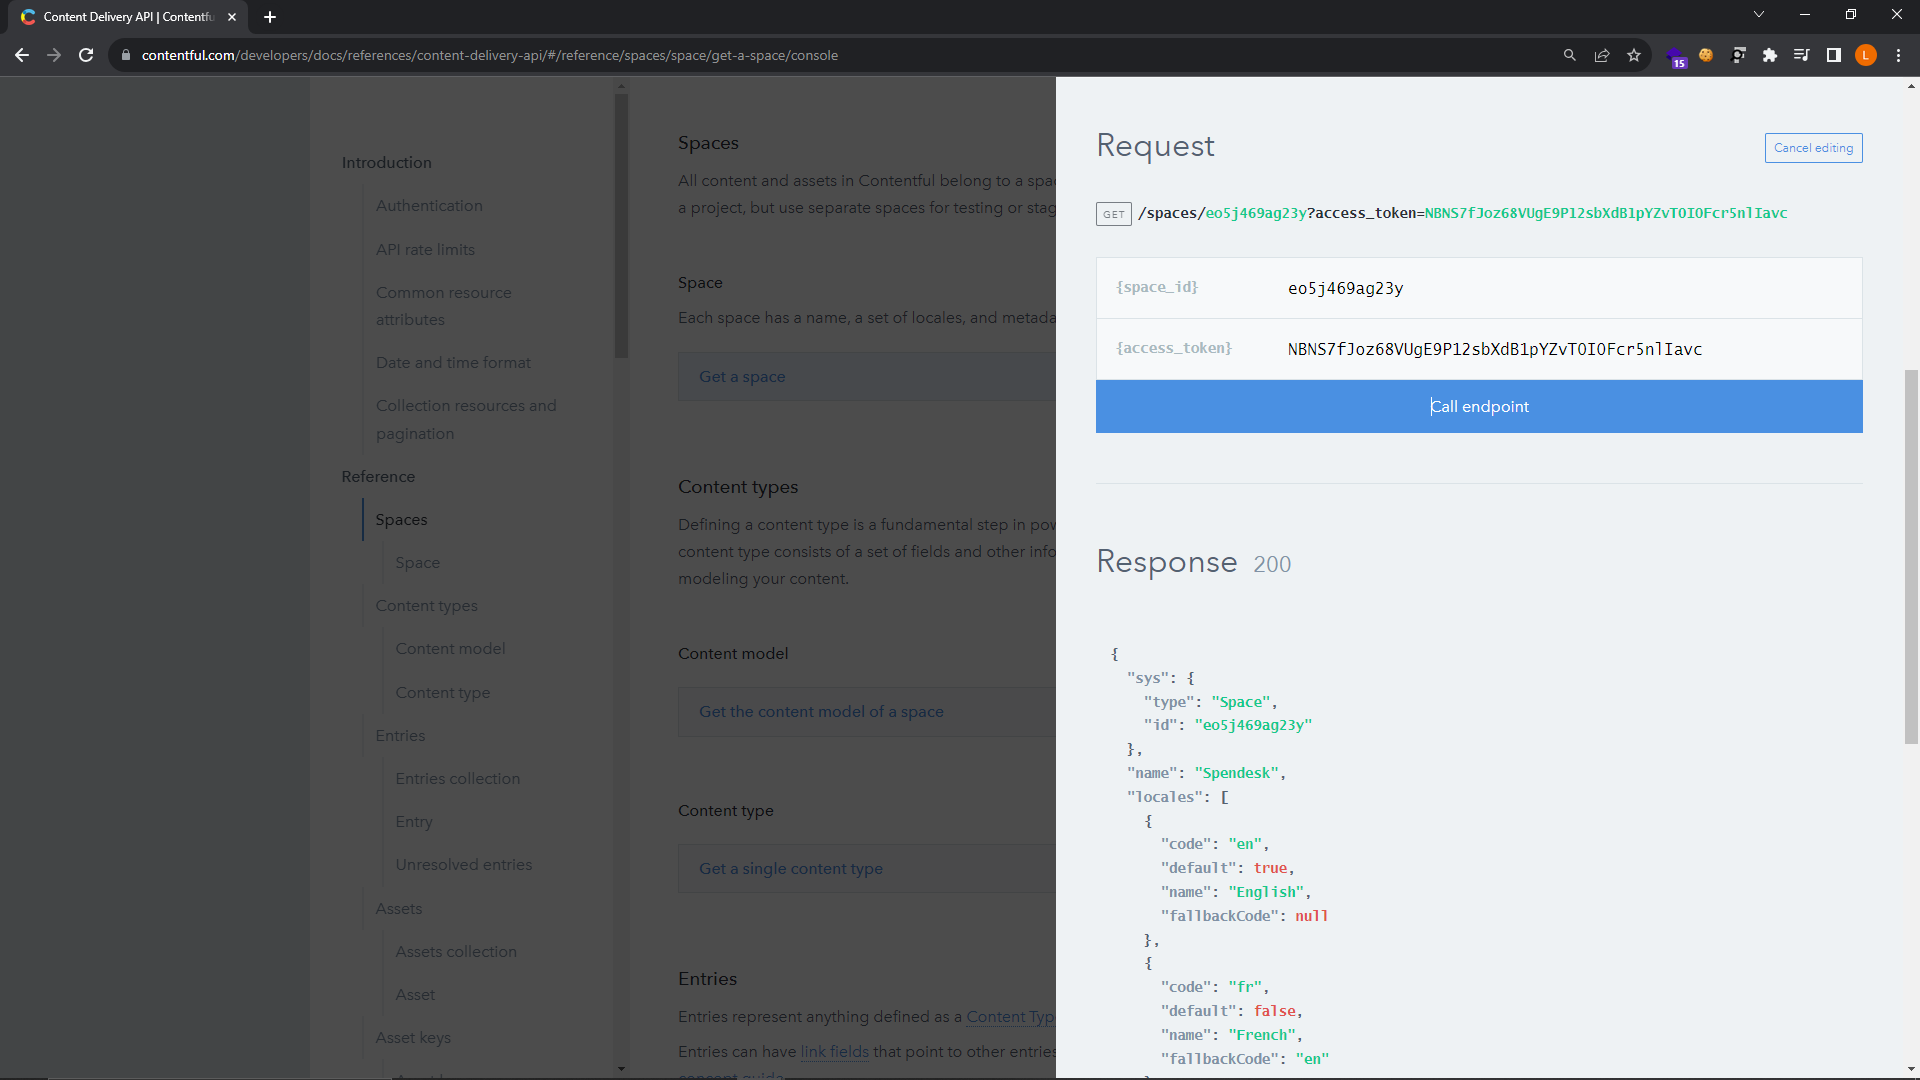 Content Delivery API | Contentfu
contentful.com/developers/docs/references/content-delivery-api/#/reference/spaces/space/get-a-space/console
15
L
Introduction
Authentication
API rate limits
Common resource
attributes
Date and time format
Collection resources and
pagination
Reference
Spaces
Space
Content types
Content model
Content type
Entries
Entries collection
Entry
Unresolved entries
Assets
Assets collection
Asset
Asset keys
Spaces
All content and assets in Contentful belong to a spac
a project, but use separate spaces for testing or stag
Space
Each space has a name, a set of locales, and metada
Get a space
Content types
Defining a content type is a fundamental step in pow
content type consists of a set of fields and other info
modeling your content.
Content model
Get the content model of a space
Content type
Get a single content type
Entries
Entries represent anything defined as a Content Typ
Entries can have link fields that point to other entries
Request
Cancel editing
GET /spaces/eo5j469ag23y?access_token=NBNS7fJoz68VUgE9P12sbXdB1pYZvTOIOFcr5nlIavc
{space_id} eo5j469ag23y
{access_token} NBNS7fJoz68VUgE9P12sbXdB1pYZvTOIOFcr5nlIavc
Call endpoint
Response 200
{
"sys": {
"type": "Space",
"id": "eo5j469ag23y"
},
"name": "Spendesk",
"locales": [
{
"code": "en",
"default": true,
"name": "English",
"fallbackCode": null
},
{
"code": "fr",
"default": false,
"name": "French",
"fallbackCode": "en"